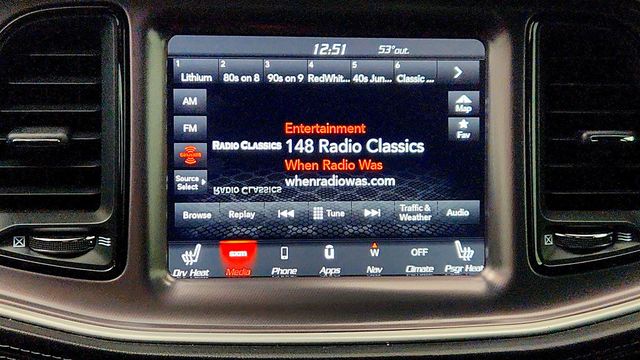 12:51 53°out.
1 2 3 4 5 6
Lithium 80s on 8 90s on 9 RedWhit... 40s Jun... Classic ...
AM
Map
FM
Fav
Entertainment
RADIO CLASSICS 148 Radio Classics
When Radio Was
whenradiowas.com
Source
Select
RADIO CLASSICS
Browse Replay Tune Traffic & Weather Audio
W OFF
Drv Heat Media Phone Apps Nav Climate Psgr Heat